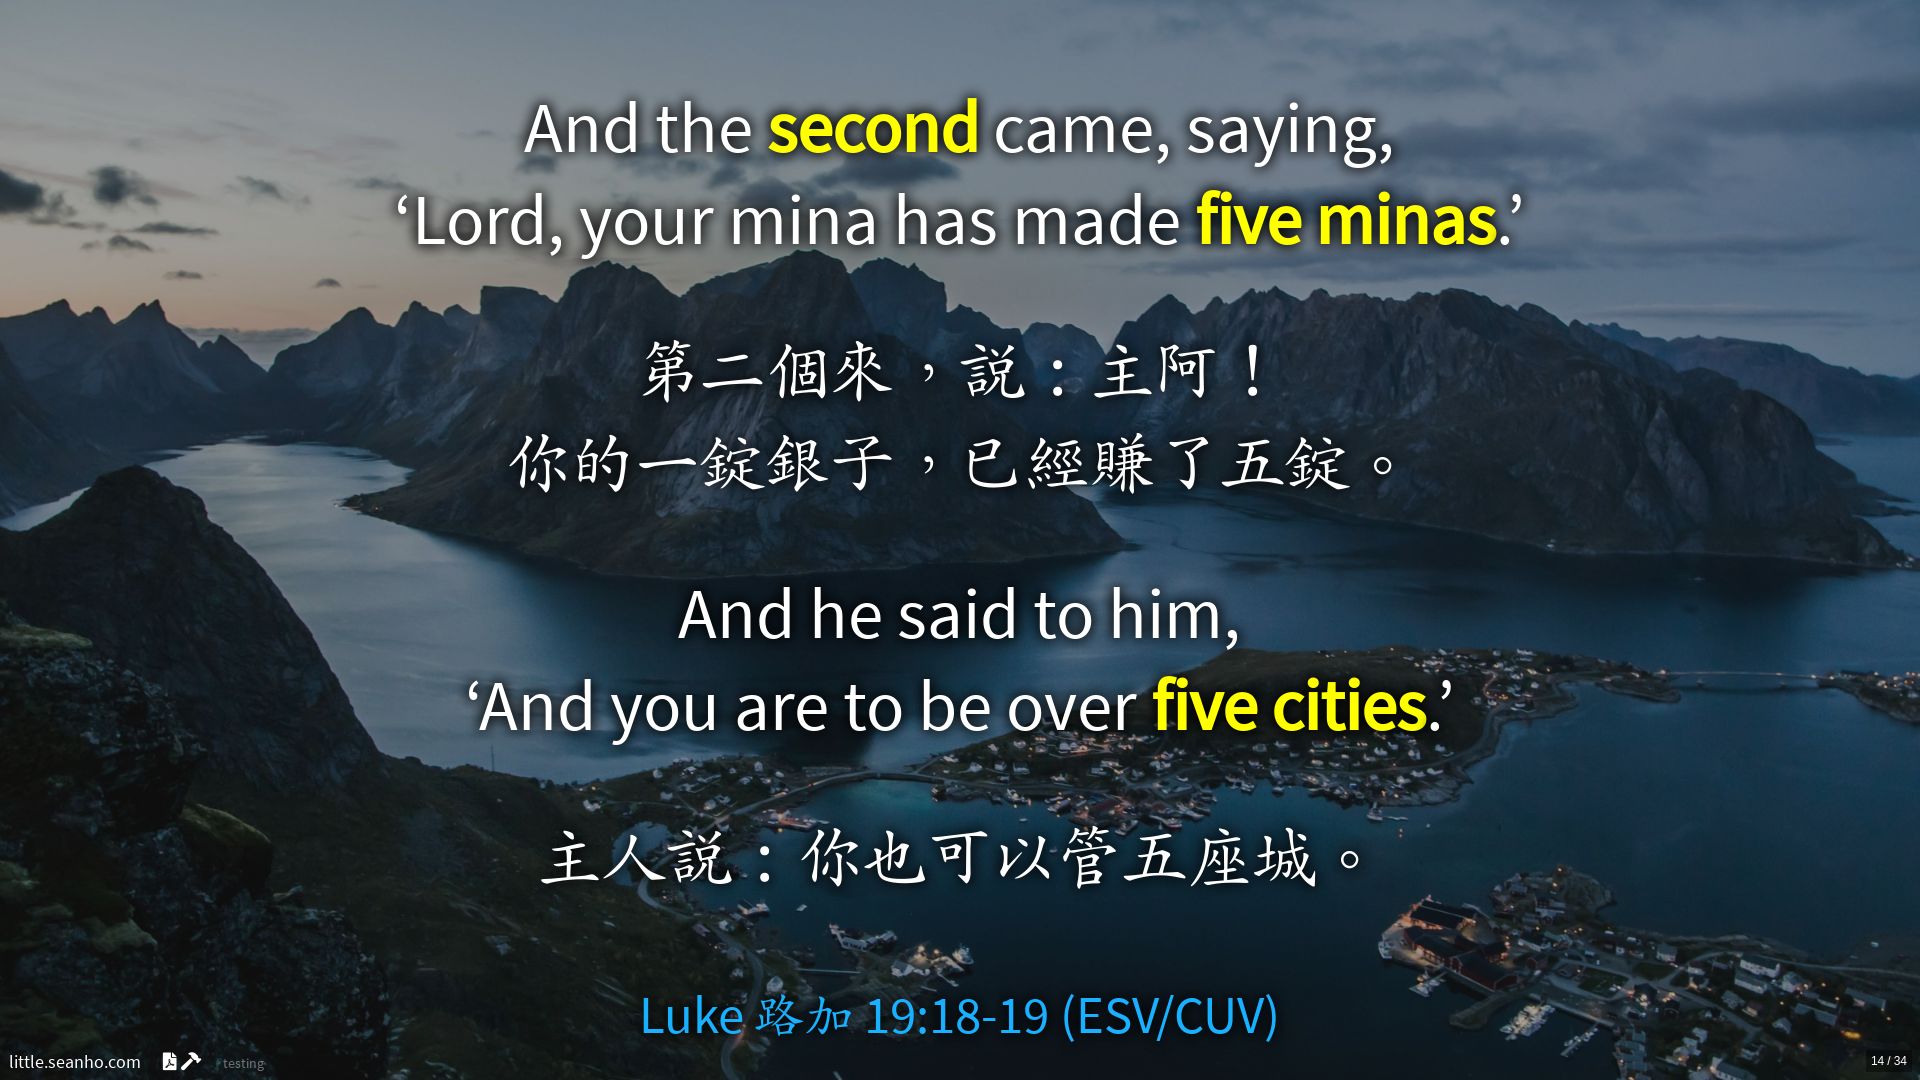 And the second came, saying,
‘Lord, your mina has made five minas.’
第二個來，説：主阿！
你的一錠銀子，已經賺了五錠。
And he said to him,
‘And you are to be over five cities.’
主人説：你也可以管五座城。
Luke 路加 19:18-19 (ESV/CUV)
little.seanho.com testing
14 / 34